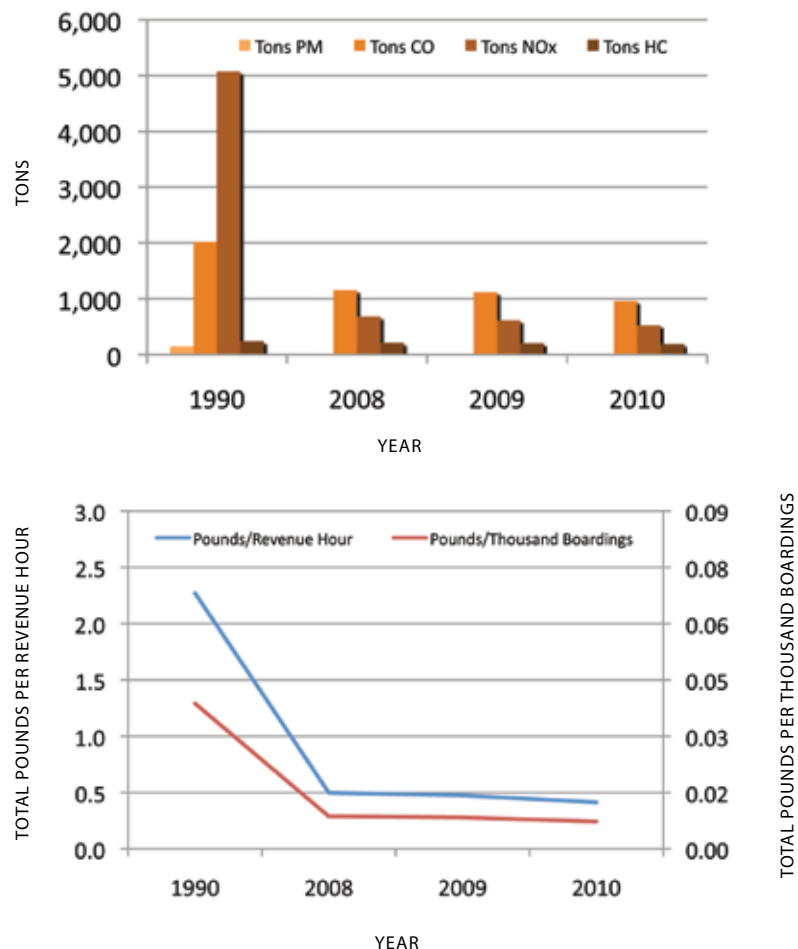 6,000
Tons PM Tons CO Tons NOx Tons HC
5,000
4,000
TONS
3,000
2,000
1,000
0
1990 2008 2009 2010
YEAR
3.0 0.09
Pounds/Revenue Hour Pounds/Thousand Boardings
2.5 0.08
2.0 0.06
TOTAL POUNDS PER REVENUE HOUR
TOTAL POUNDS PER THOUSAND BOARDINGS
1.5 0.05
1.0 0.03
0.5 0.02
0.0 0.00
1990 2008 2009 2010
YEAR